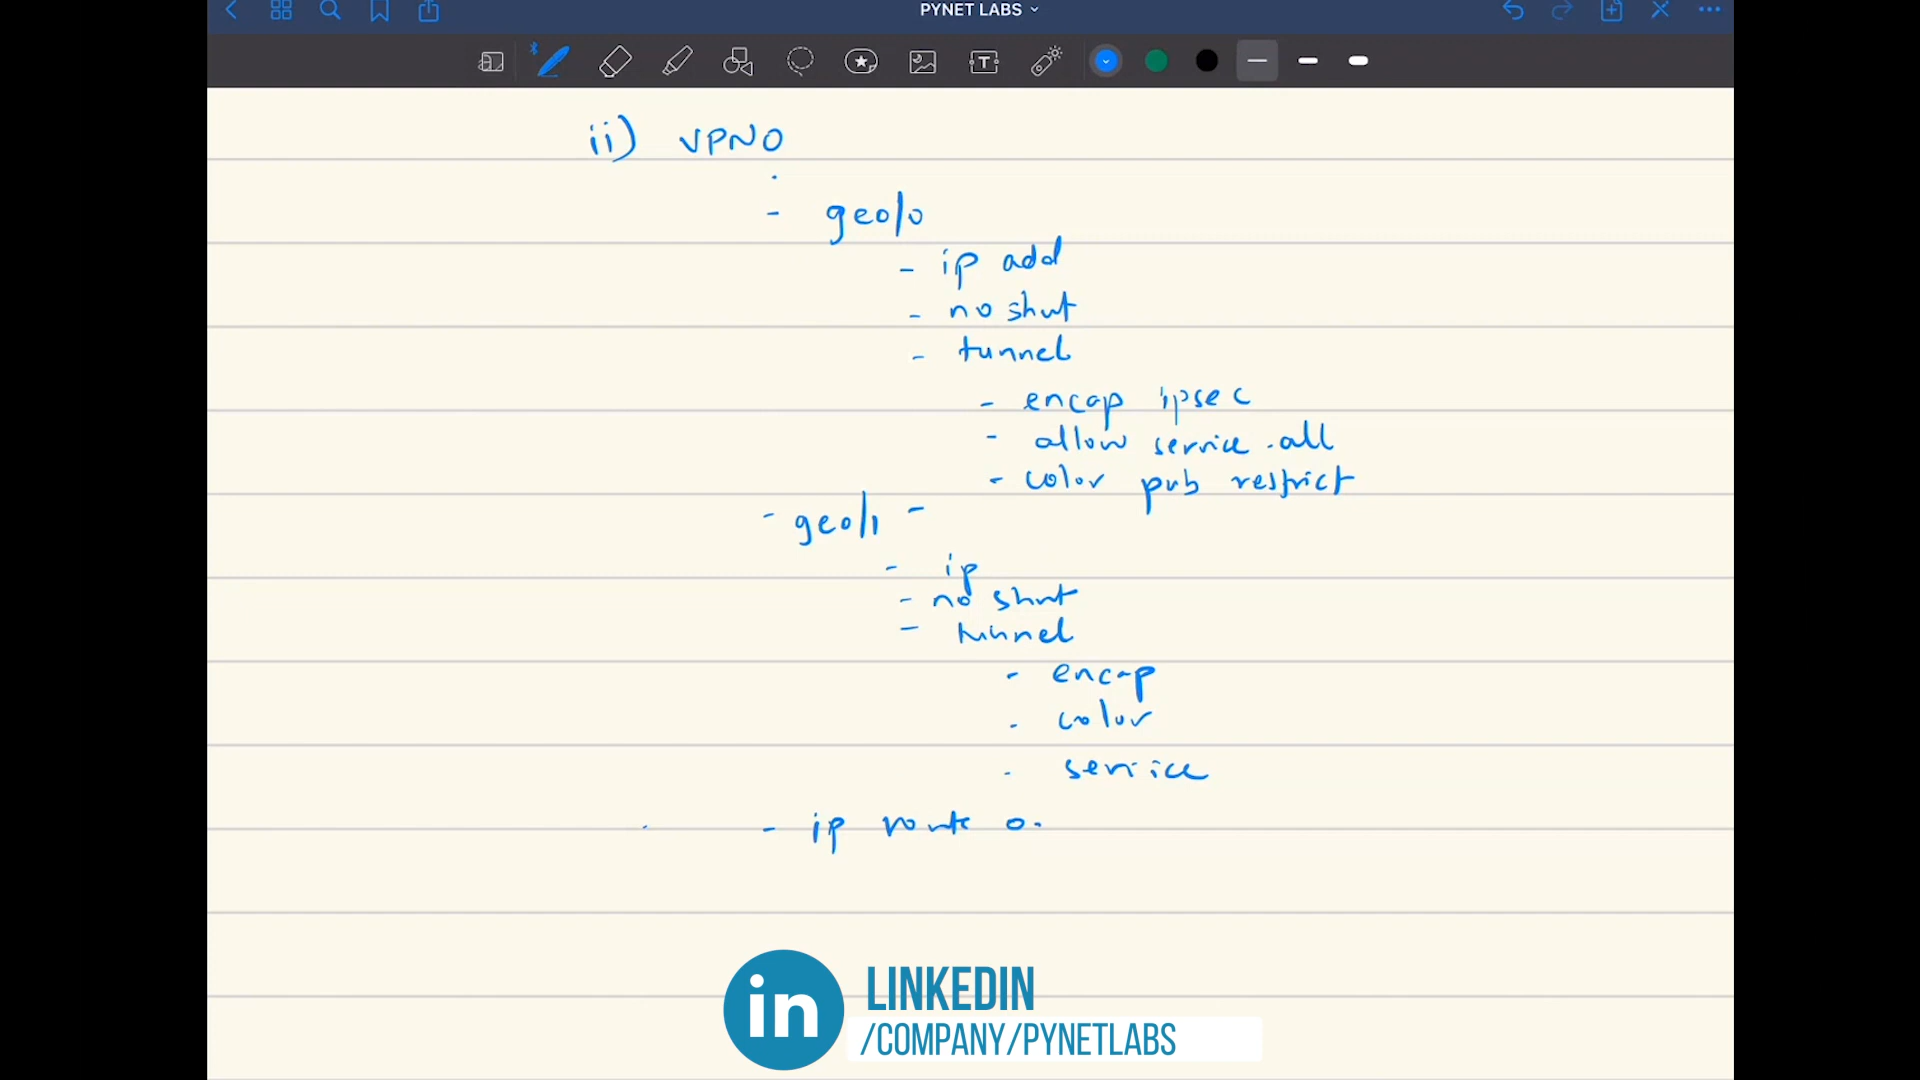 PYNET LABS
ii) VPN0
- ge0/0
- ip add
- no shut
- tunnel
- encap ipsec
- allow service.all
- color pub restrict
- ge0/1 -
- ip
- no shut
- tunnel
- encap
- color
- service
- ip route 0.
in LINKEDIN
/COMPANY/PYNETLABS